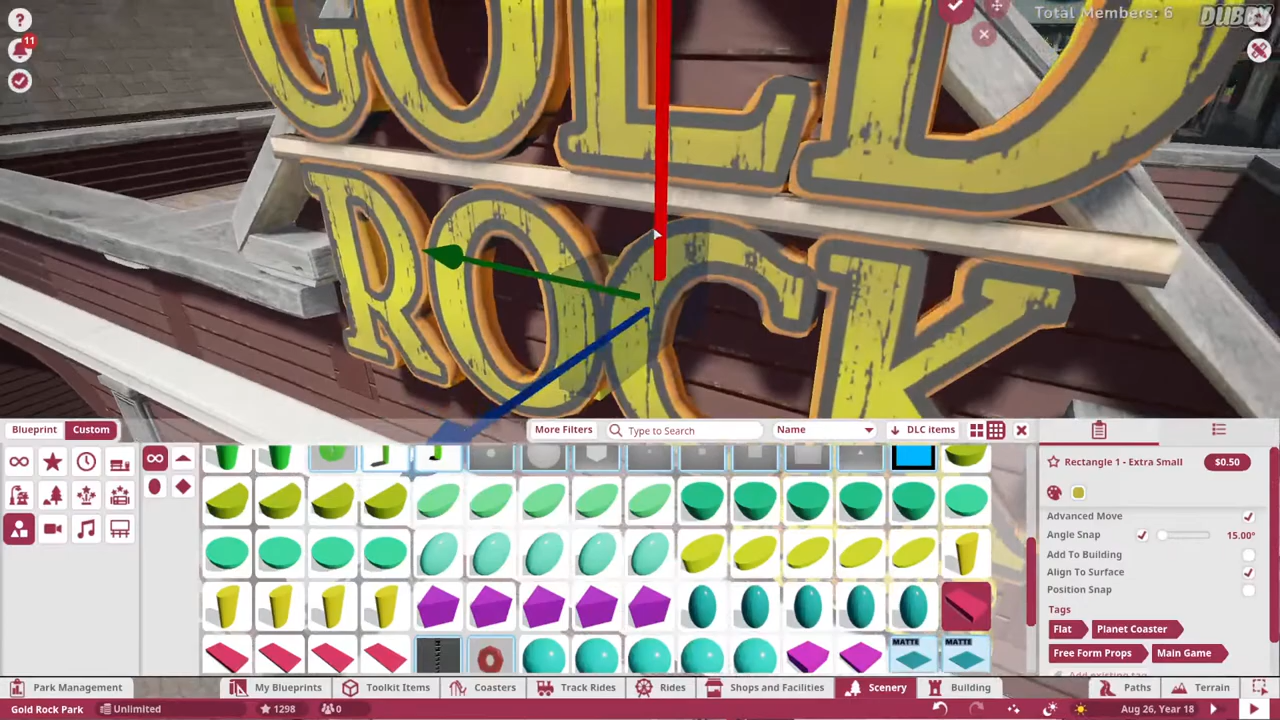 ?
11
Total Members: 6
DUBBY
GOLD
ROCK
Blueprint
Custom
More Filters
Type to Search
Name
DLC items
Rectangle 1 - Extra Small
$0.50
Advanced Move
Angle Snap
15.00°
Add To Building
Align To Surface
Position Snap
Tags
Flat
Planet Coaster
Free Form Props
Main Game
MATTE
MATTE
Park Management
My Blueprints
Toolkit Items
Coasters
Track Rides
Rides
Shops and Facilities
Scenery
Building
Paths
Terrain
Gold Rock Park
Unlimited
1298
0
Aug 26, Year 18